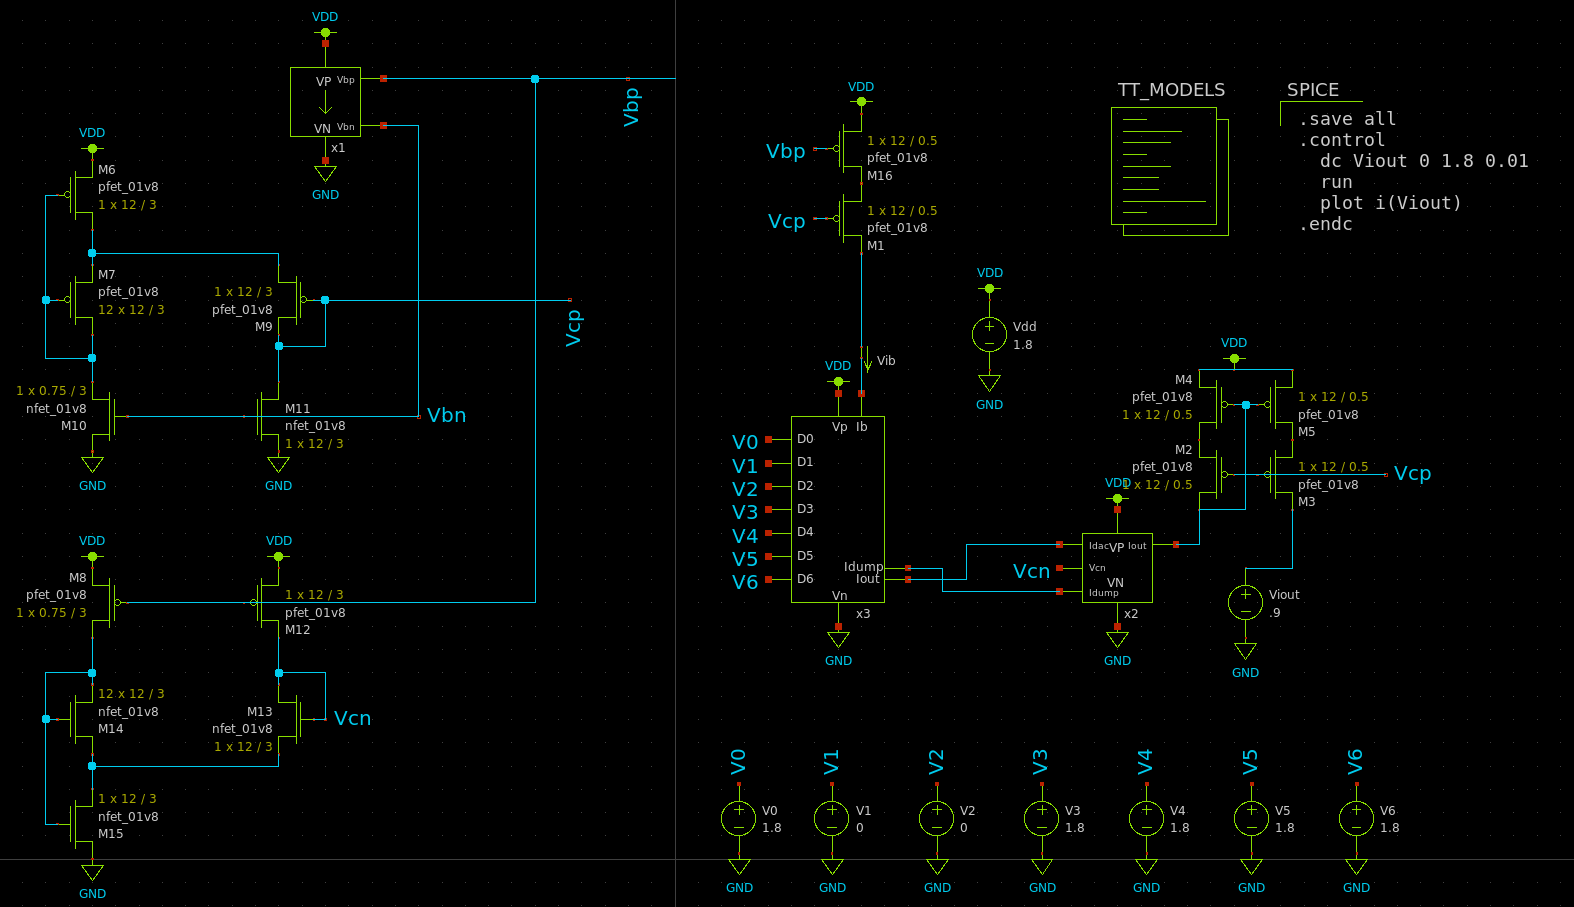 VDD
VP Vbp
VN Vbn
x1
GND
Vbp
VDD
M6
pfet_01v8
1 x 12 / 3
M7
pfet_01v8
12 x 12 / 3
1 x 12 / 3
pfet_01v8
M9
Vcp
1 x 0.75 / 3
nfet_01v8
M10
M11
nfet_01v8
1 x 12 / 3
Vbn
GND
GND
VDD
VDD
M8
pfet_01v8
1 x 0.75 / 3
1 x 12 / 3
pfet_01v8
M12
12 x 12 / 3
nfet_01v8
M14
M13
nfet_01v8
1 x 12 / 3
Vcn
1 x 12 / 3
nfet_01v8
M15
GND
VDD
Vbp
1 x 12 / 0.5
pfet_01v8
M16
Vcp
1 x 12 / 0.5
pfet_01v8
M1
TT_MODELS
SPICE
.save all
.control
dc Viout 0 1.8 0.01
run
plot i(Viout)
.endc
VDD
Vdd
1.8
GND
VDD
Vib
Vp Ib
V0 D0
V1 D1
V2 D2
V3 D3
V4 D4
V5 D5
V6 D6
Idump
Iout
Vn
x3
GND
VDD
M4
pfet_01v8
1 x 12 / 0.5
1 x 12 / 0.5
pfet_01v8
M5
M2
pfet_01v8
1 x 12 / 0.5
1 x 12 / 0.5
pfet_01v8
M3
Vcp
VDD
Idac VP Iout
Vcn Vcn
VN
Idump
x2
GND
Viout
.9
GND
V0
V1
V2
V3
V4
V5
V6
V0
1.8
V1
0
V2
0
V3
1.8
V4
1.8
V5
1.8
V6
1.8
GND
GND
GND
GND
GND
GND
GND